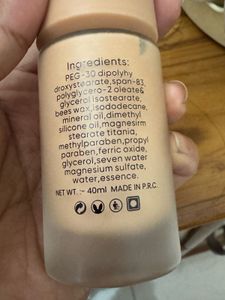 Ingredients:
PEG-30 dipolyhy
droxystearate,span-83,
polyglycero-2 oleate&
glycerol isostearate,
bees wax,isododecane,
mineral oil,dimethyl
silicone oil,magnesirm
stearate titania,
methylparaben,propyl
paraben,ferric oxide,
glycerol,seven water
magnesium sulfate,
water,essence.
NET WT.:- 40ml MADE IN P.R.C.